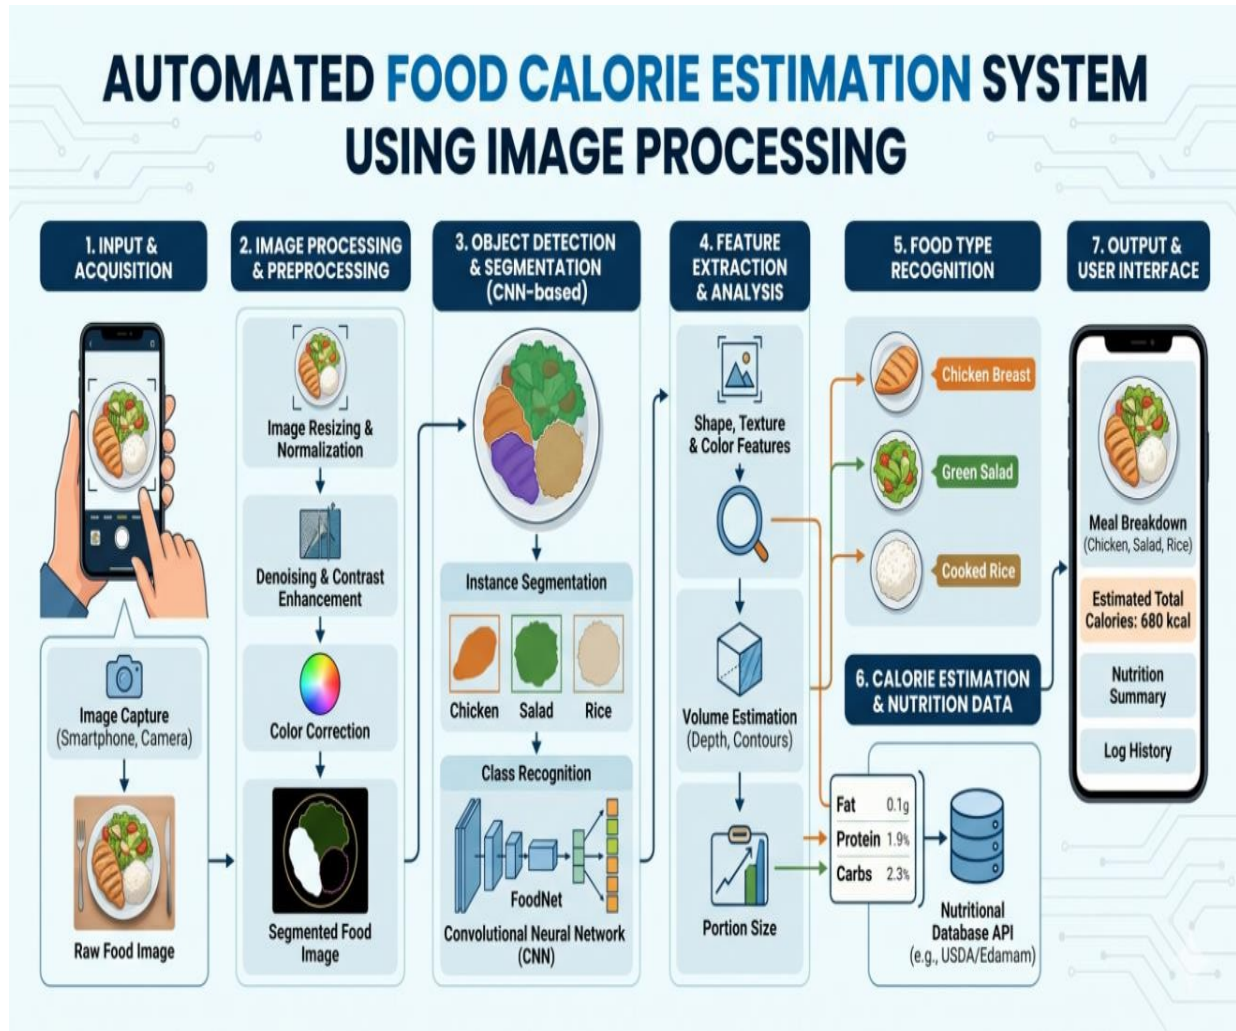 AUTOMATED FOOD CALORIE ESTIMATION SYSTEM
USING IMAGE PROCESSING
1. INPUT &
ACQUISITION
Image Capture
(Smartphone, Camera)
Raw Food Image
2. IMAGE PROCESSING
& PREPROCESSING
Image Resizing &
Normalization
Denoising & Contrast
Enhancement
Color Correction
Segmented Food
Image
3. OBJECT DETECTION
& SEGMENTATION
(CNN-based)
Instance Segmentation
Chicken
Salad
Rice
Class Recognition
FoodNet
Convolutional Neural Network
(CNN)
4. FEATURE
EXTRACTION
& ANALYSIS
Shape, Texture
& Color Features
Volume Estimation
(Depth, Contours)
Portion Size
5. FOOD TYPE
RECOGNITION
Chicken Breast
Green Salad
Cooked Rice
6. CALORIE ESTIMATION
& NUTRITION DATA
Fat 0.1g
Protein 1.9%
Carbs 2.3%
Nutritional
Database API
(e.g., USDA/Edamam)
7. OUTPUT &
USER INTERFACE
Meal Breakdown
(Chicken, Salad, Rice)
Estimated Total
Calories: 680 kcal
Nutrition
Summary
Log History